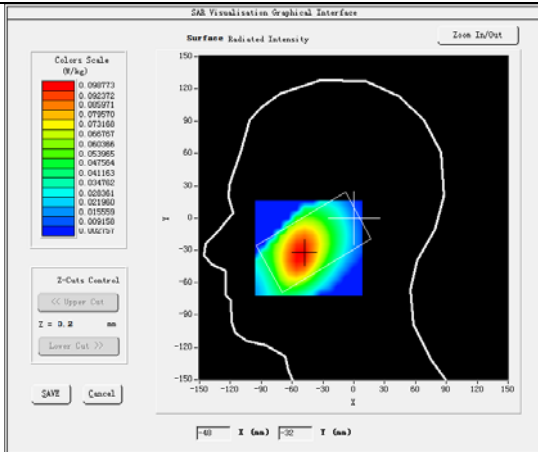 SAR Visualisation Graphical Interface
Surface Radiated Intensity
Zoom In/Out
Colors Scale
(W/kg)
0.098773
0.092372
0.085971
0.079570
0.073168
0.066767
0.060366
0.053965
0.047564
0.041163
0.034762
0.028361
0.021960
0.015559
0.009158
0.002757
Z-Cuts Control
<< Upper Cut
Z = 3.2 mm
Lower Cut >>
SAVE
Cancel
150
120
90
60
30
0
-30
-60
-90
-120
-150
Y
-150 -120 -90 -60 -30 0 30 60 90 120 150
X
-48 X (mm) -32 Y (mm)